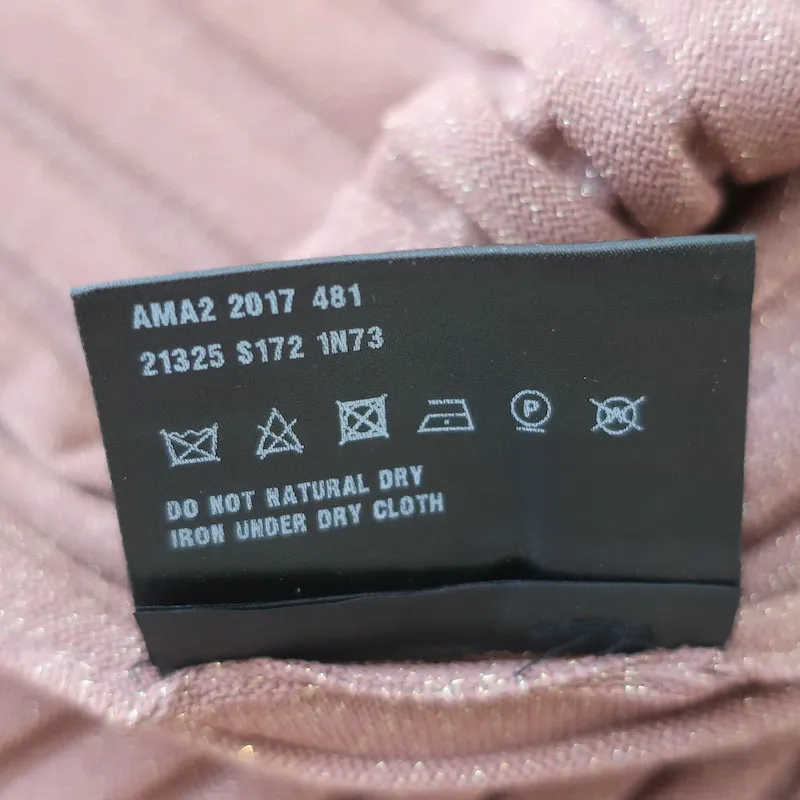 AMA2 2017 481
21325 S172 1N73
P
W
DO NOT NATURAL DRY
IRON UNDER DRY CLOTH